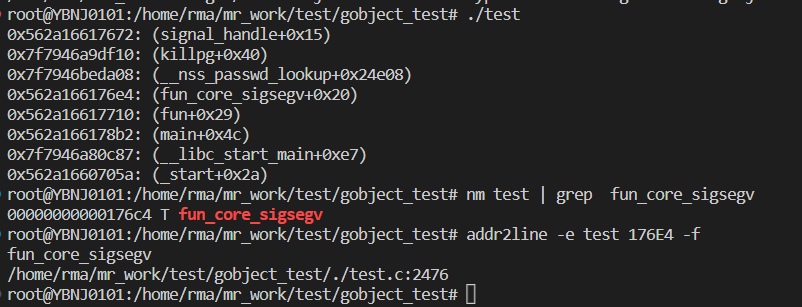 root@YBNJ0101:/home/rma/mr_work/test/gobject_test# ./test
0x562a16617672: (signal_handle+0x15)
0x7f7946a9df10: (killpg+0x40)
0x7f7946beda08: (__nss_passwd_lookup+0x24e08)
0x562a166176e4: (fun_core_sigsegv+0x20)
0x562a16617710: (fun+0x29)
0x562a166178b2: (main+0x4c)
0x7f7946a80c87: (__libc_start_main+0xe7)
0x562a1660705a: (_start+0x2a)
root@YBNJ0101:/home/rma/mr_work/test/gobject_test# nm test | grep  fun_core_sigsegv
00000000000176c4 T fun_core_sigsegv
root@YBNJ0101:/home/rma/mr_work/test/gobject_test# addr2line -e test 176E4 -f
fun_core_sigsegv
/home/rma/mr_work/test/gobject_test/./test.c:2476
root@YBNJ0101:/home/rma/mr_work/test/gobject_test#